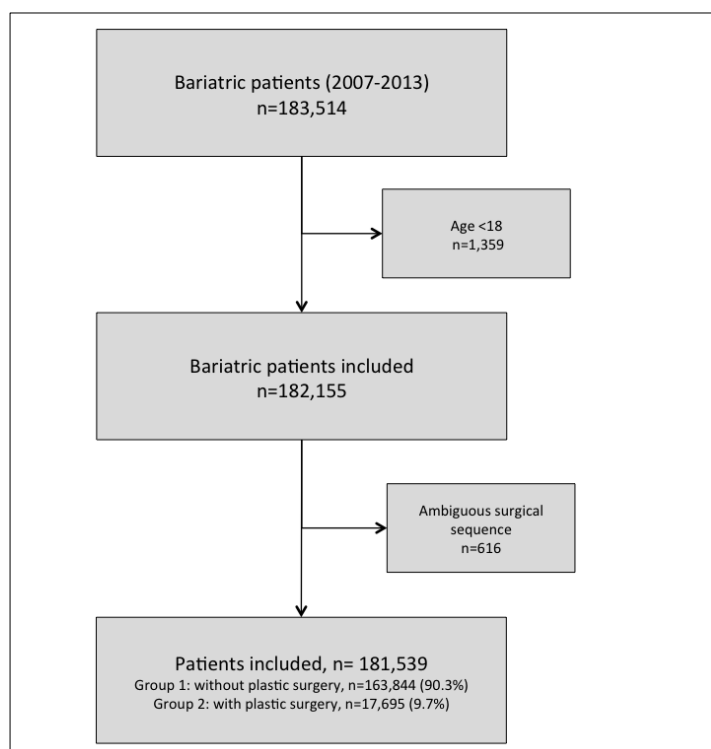 Bariatric patients (2007-2013)
n=183,514
Age <18
n=1,359
Bariatric patients included
n=182,155
Ambiguous surgical
sequence
n=616
Patients included, n= 181,539
Group 1: without plastic surgery, n=163,844 (90.3%)
Group 2: with plastic surgery, n=17,695 (9.7%)